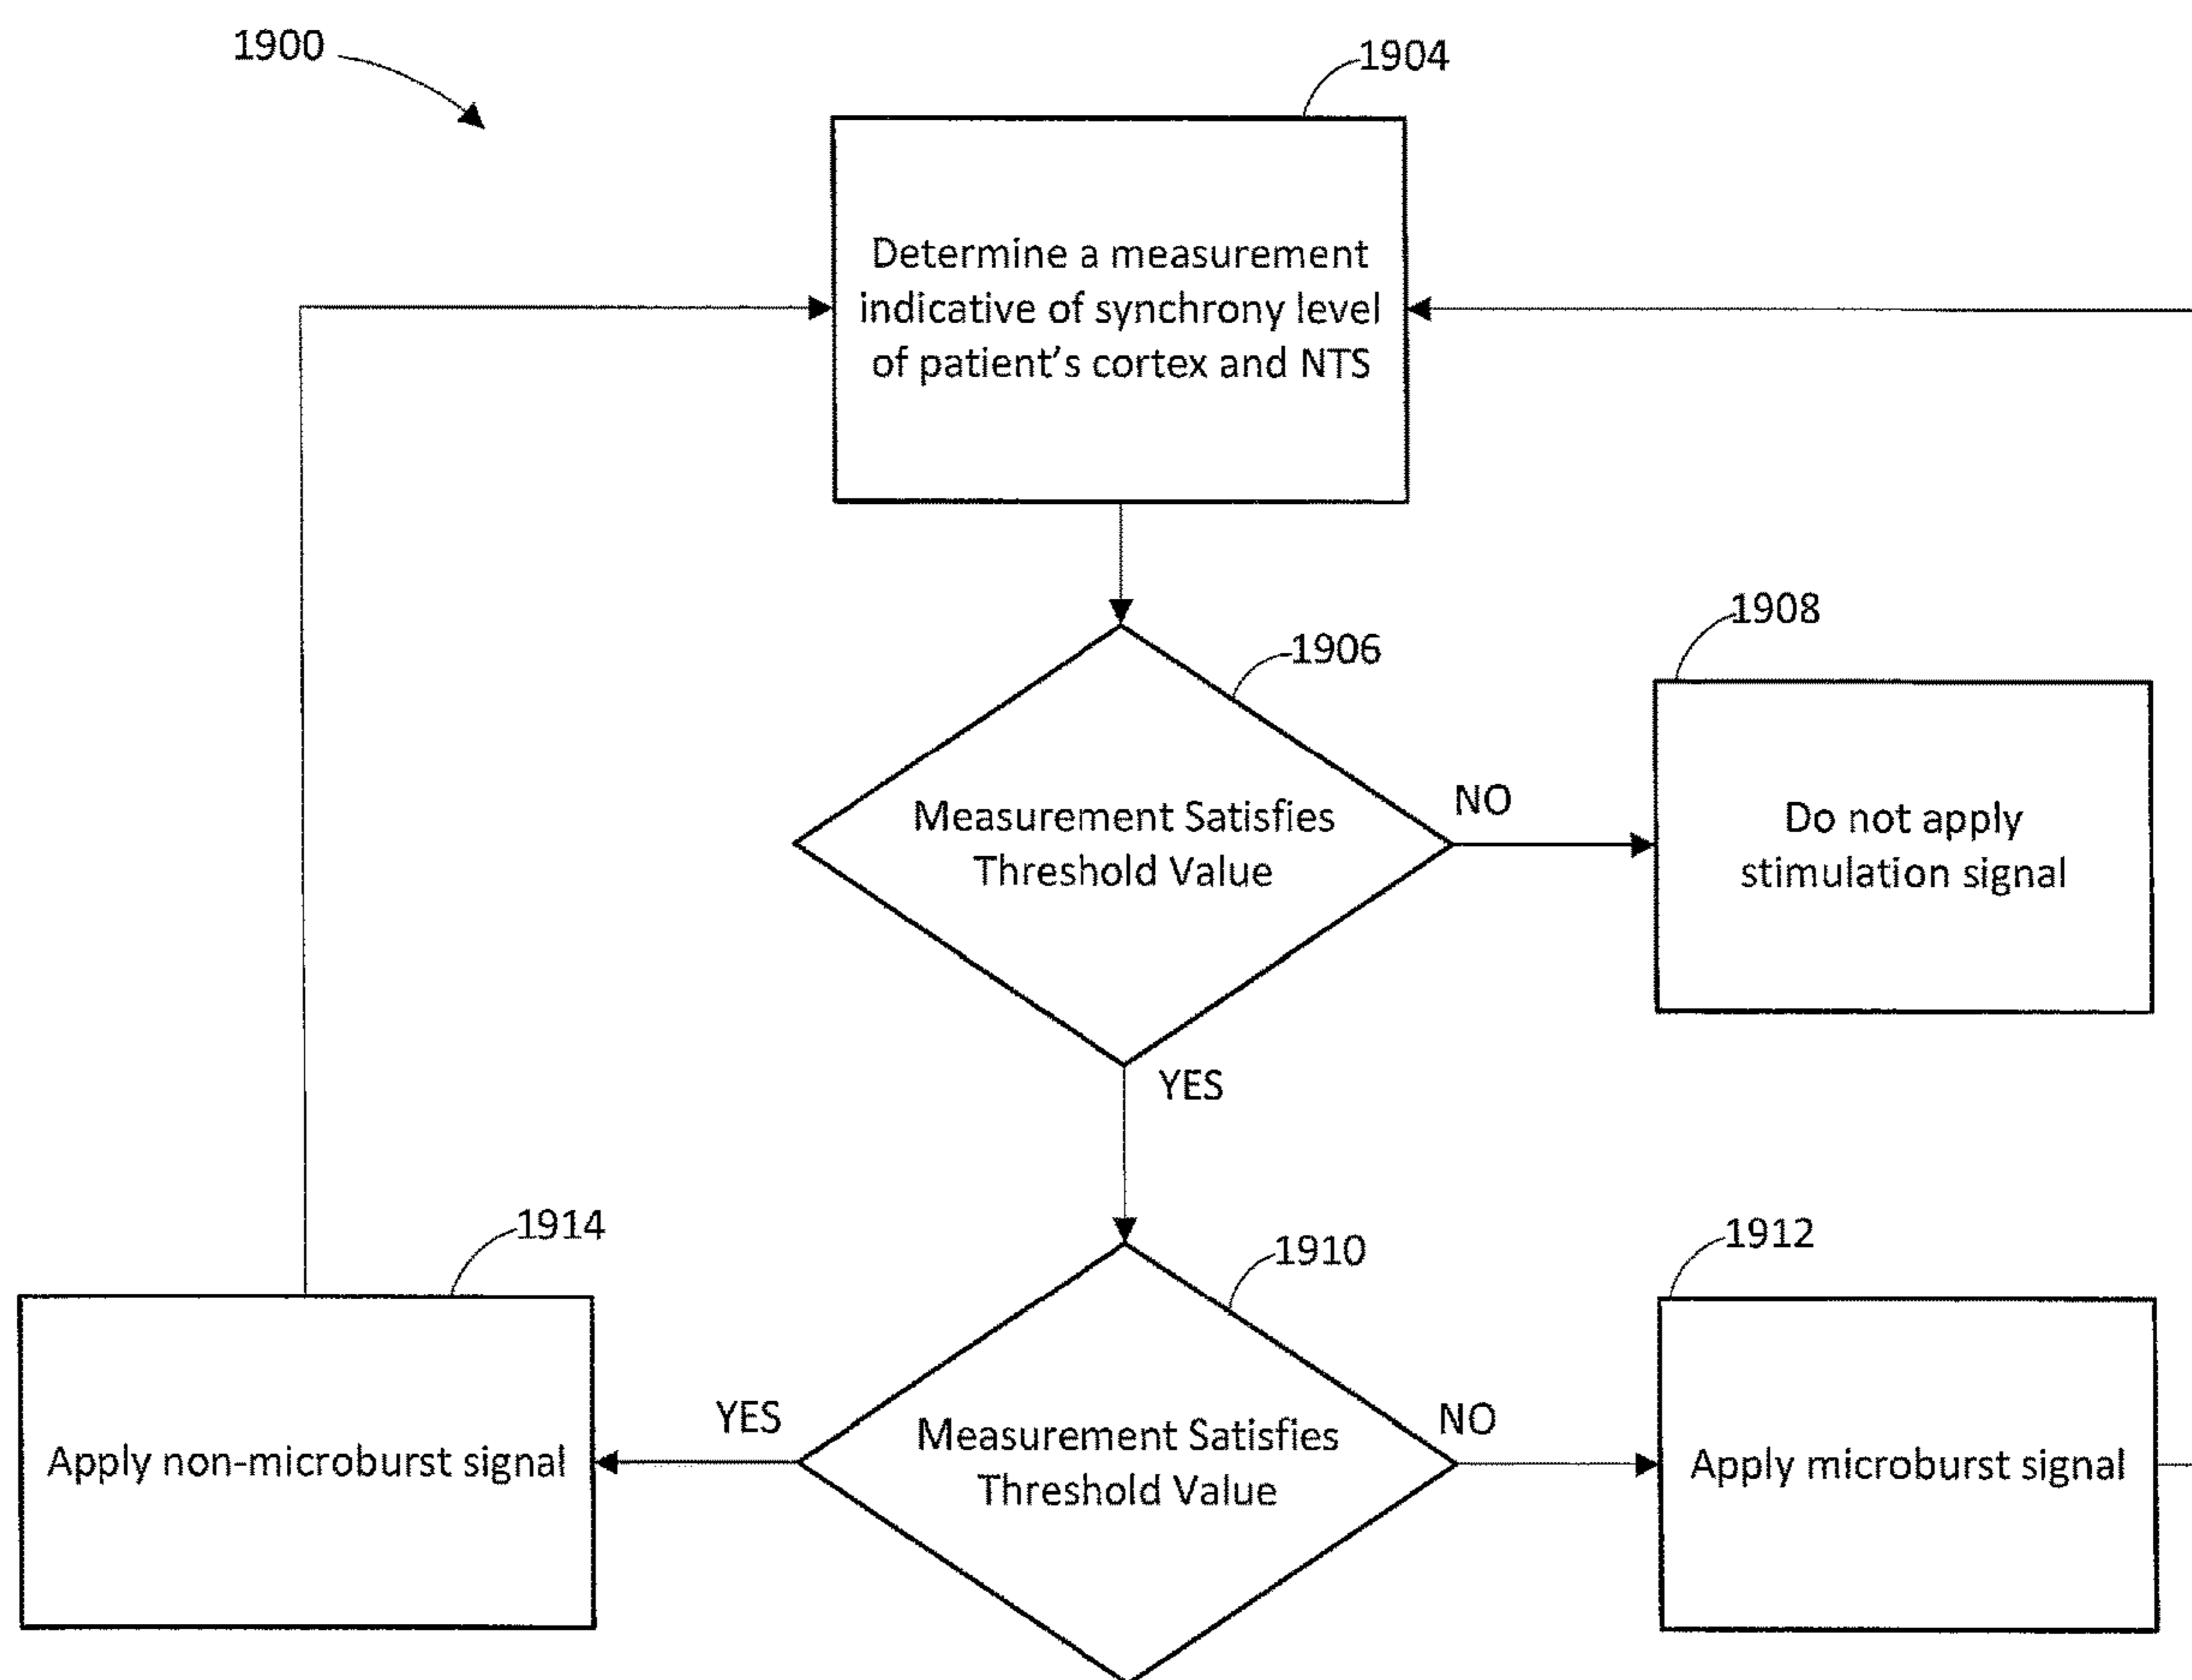 1900
1904
Determine a measurement
indicative of synchrony level
of patient's cortex and NTS
1906
1908
Measurement Satisfies
Threshold Value
NO
Do not apply
stimulation signal
YES
1914
1910
1912
Apply non-microburst signal
YES
Measurement Satisfies
Threshold Value
NO
Apply microburst signal